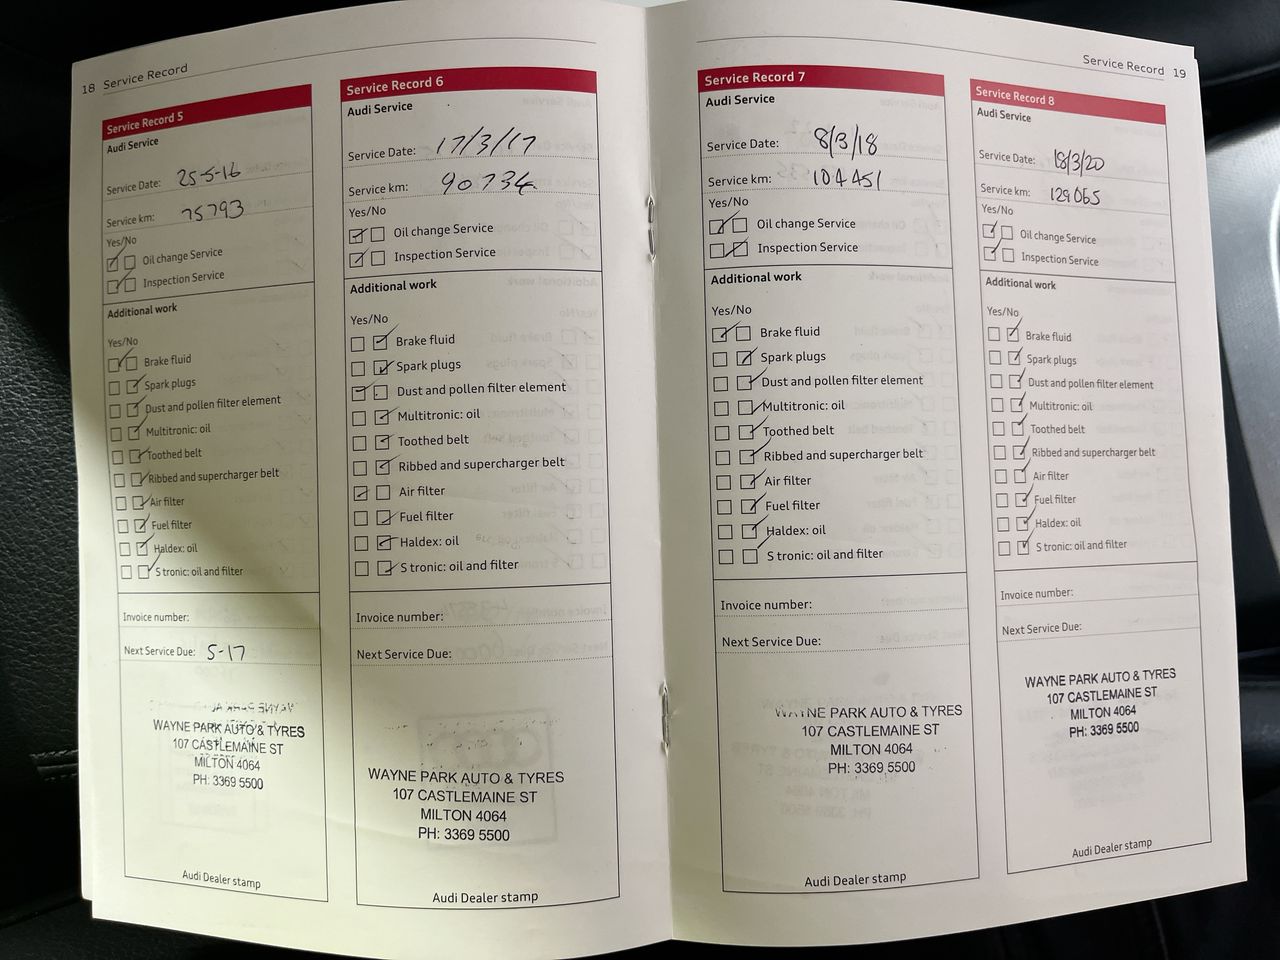 18 Service Record
Service Record 5
Audi Service
Service Date: 25-5-16
Service km: 75793
Yes/No
Oil change Service
Inspection Service
Additional work
Yes/No
Brake fluid
Spark plugs
Dust and pollen filter element
Multitronic: oil
Toothed belt
Ribbed and supercharger belt
Air filter
Fuel filter
Haldex: oil
S tronic: oil and filter
Invoice number:
Next Service Due: 5-17
WAYNE PARK AUTO & TYRES
107 CASTLEMAINE ST
MILTON 4064
PH: 3369 5500
Audi Dealer stamp
Service Record 6
Audi Service
Service Date: 17/3/17
Service km: 90734
Yes/No
Oil change Service
Inspection Service
Additional work
Yes/No
Brake fluid
Spark plugs
Dust and pollen filter element
Multitronic: oil
Toothed belt
Ribbed and supercharger belt
Air filter
Fuel filter
Haldex: oil
S tronic: oil and filter
Invoice number:
Next Service Due:
WAYNE PARK AUTO & TYRES
107 CASTLEMAINE ST
MILTON 4064
PH: 3369 5500
Audi Dealer stamp
Service Record 19
Service Record 7
Audi Service
Service Date: 8/3/18
Service km: 104451
Yes/No
Oil change Service
Inspection Service
Additional work
Yes/No
Brake fluid
Spark plugs
Dust and pollen filter element
Multitronic: oil
Toothed belt
Ribbed and supercharger belt
Air filter
Fuel filter
Haldex: oil
S tronic: oil and filter
Invoice number:
Next Service Due:
WAYNE PARK AUTO & TYRES
107 CASTLEMAINE ST
MILTON 4064
PH: 3369 5500
Audi Dealer stamp
Service Record 8
Audi Service
Service Date: 18/3/20
Service km: 129065
Yes/No
Oil change Service
Inspection Service
Additional work
Yes/No
Brake fluid
Spark plugs
Dust and pollen filter element
Multitronic: oil
Toothed belt
Ribbed and supercharger belt
Air filter
Fuel filter
Haldex: oil
S tronic: oil and filter
Invoice number:
Next Service Due:
WAYNE PARK AUTO & TYRES
107 CASTLEMAINE ST
MILTON 4064
PH: 3369 5500
Audi Dealer stamp